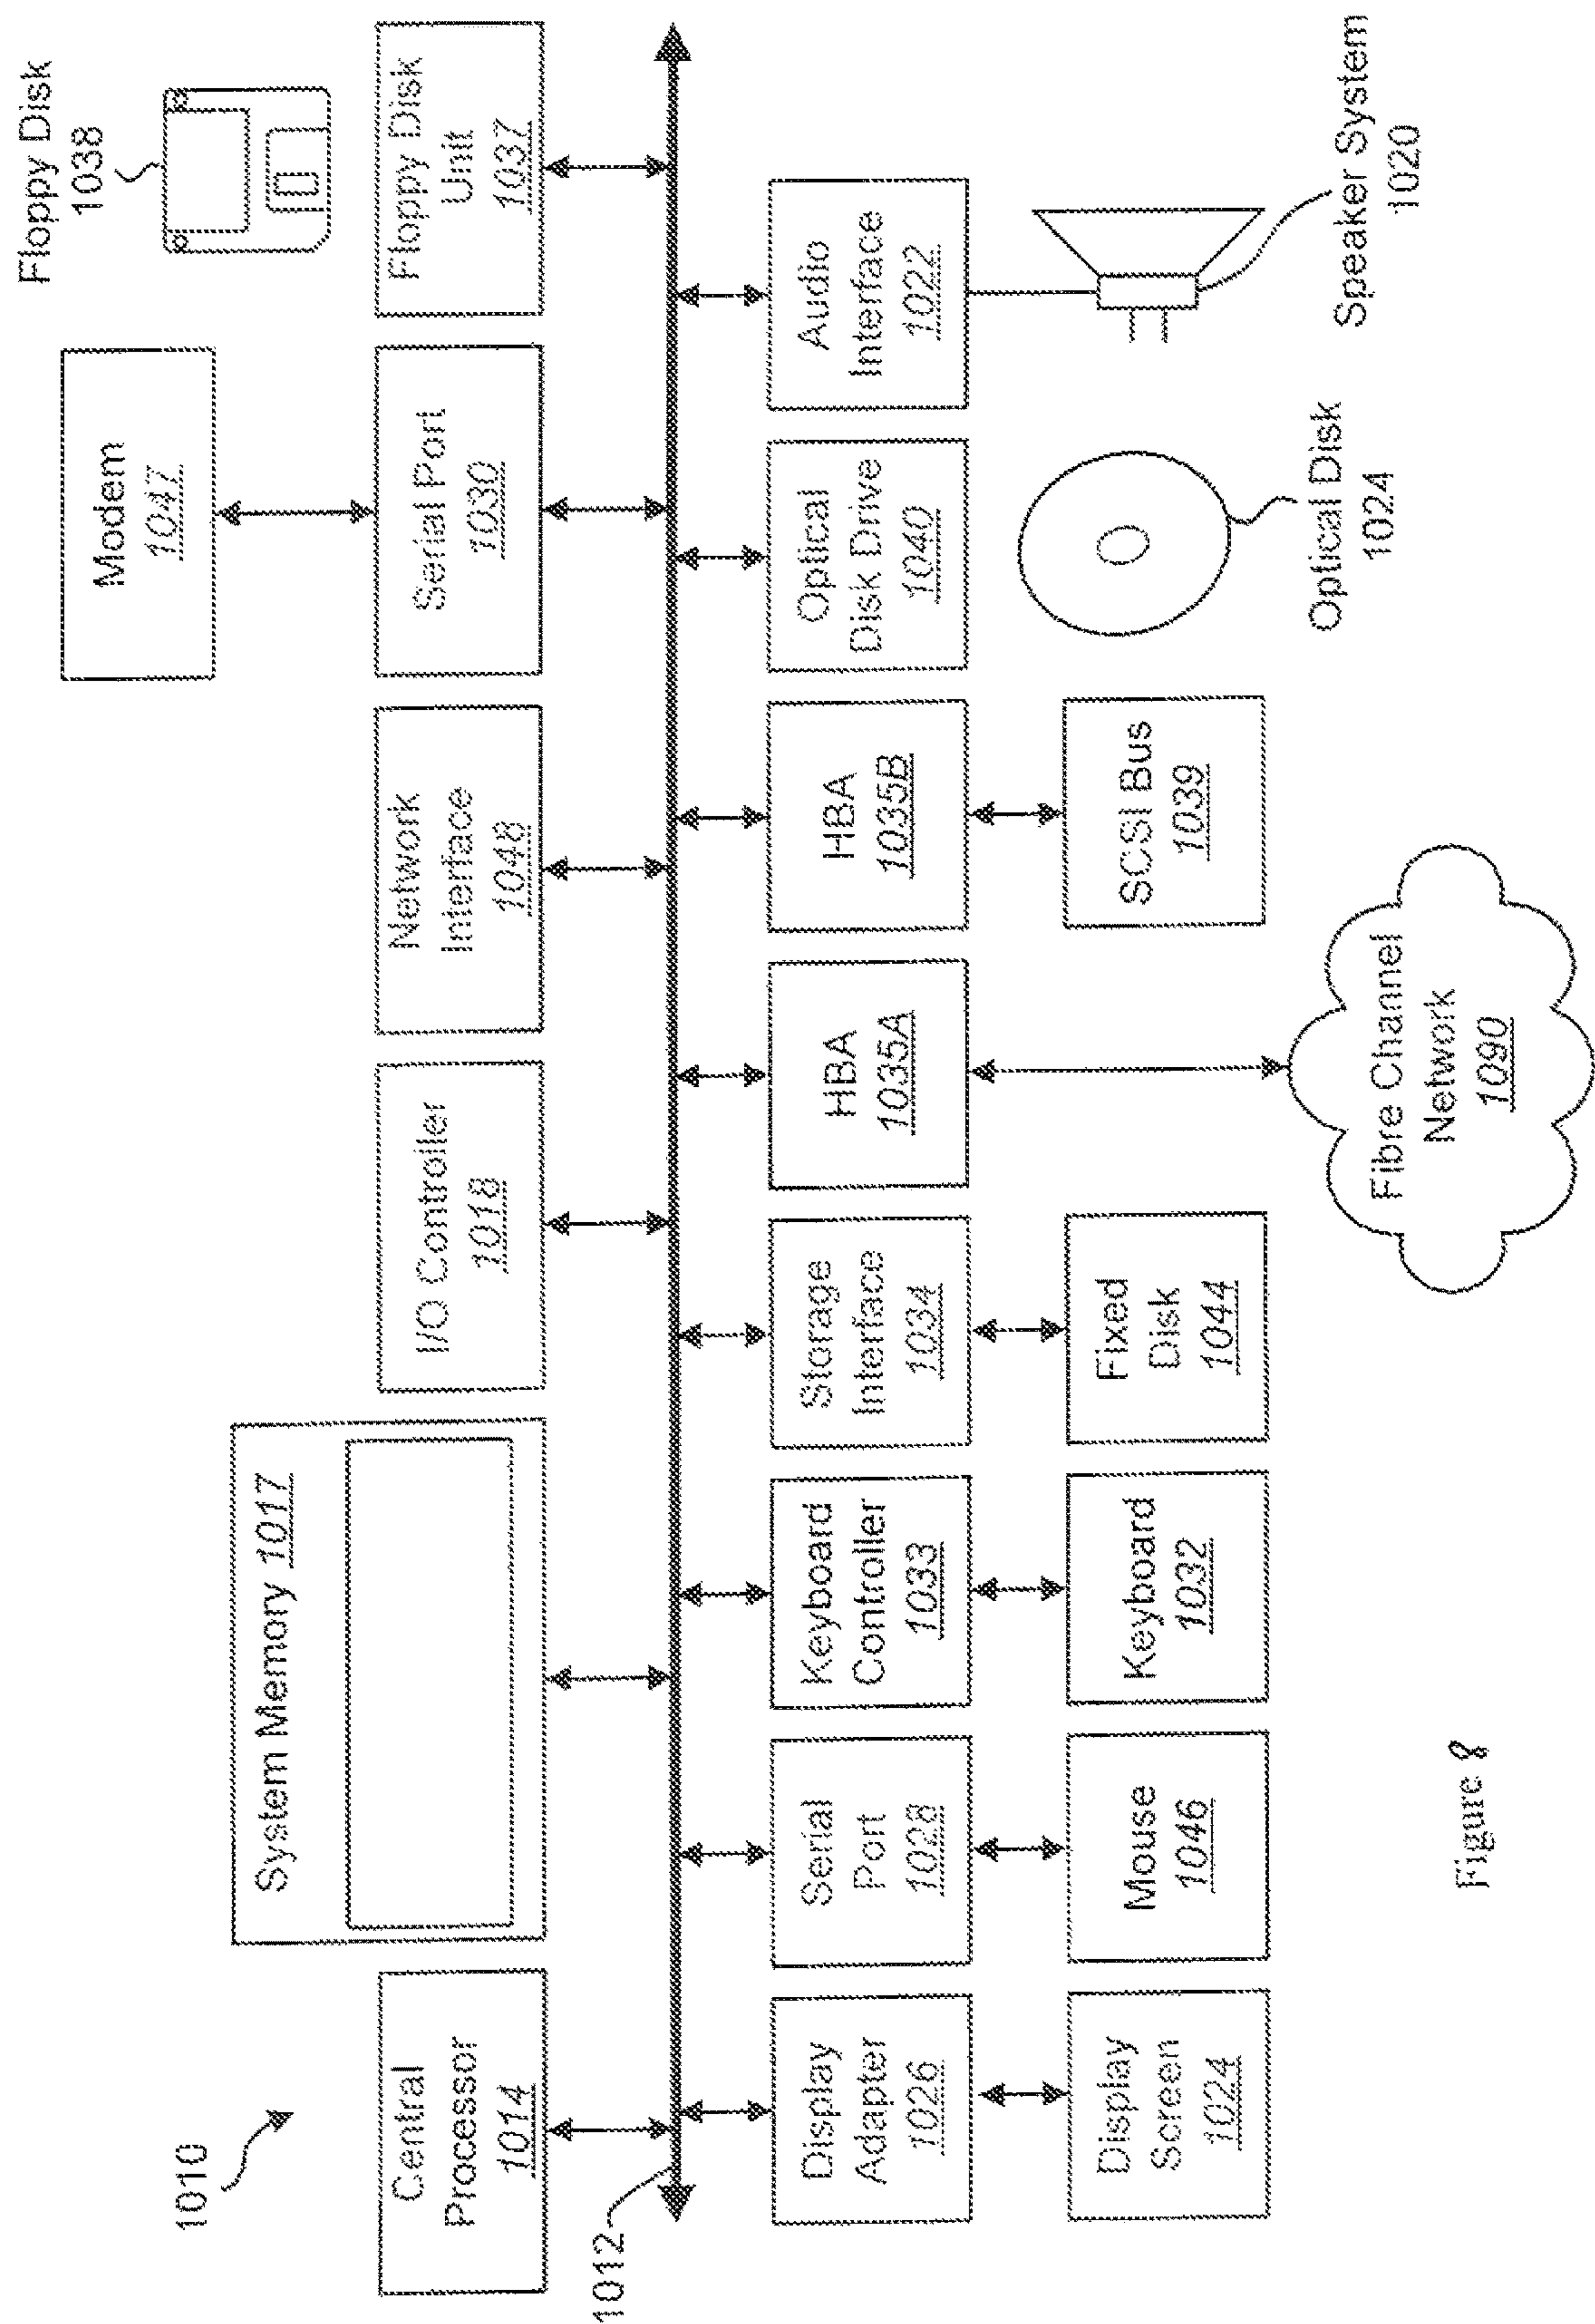 1010
Central
Processor
1014
System Memory 1017
I/O Controller
1018
Network
Interface
1048
Modem
1047
Serial Port
1030
Floppy Disk
1038
Floppy Disk
Unit
1037
1012
Display
Adapter
1026
Serial
Port
1028
Keyboard
Controller
1033
Storage
Interface
1034
HBA
1035A
HBA
1035B
Optical
Disk Drive
1040
Audio
Interface
1022
Display
Screen
1024
Mouse
1046
Keyboard
1032
Fixed
Disk
1044
Fibre Channel
Network
1090
SCSI Bus
1039
Optical Disk
1024
Speaker System
1020
Figure 8